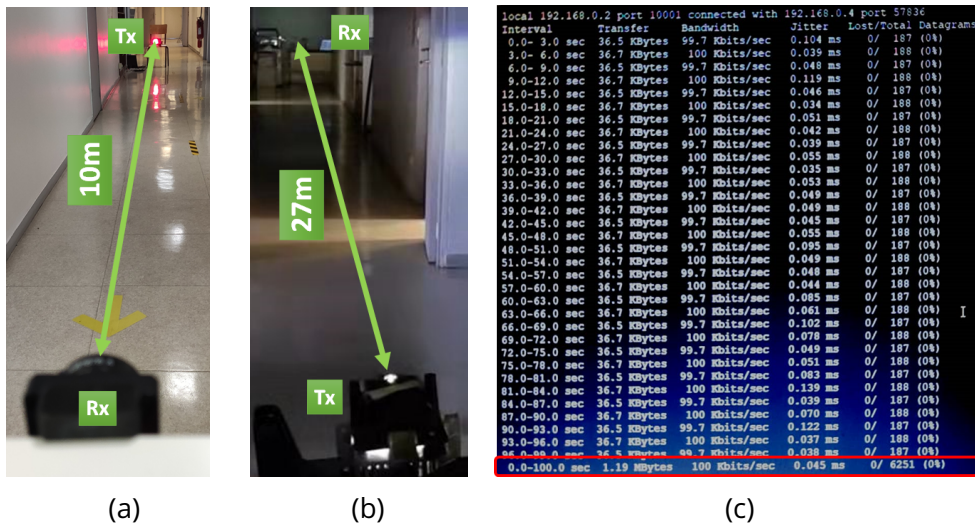 Tx
10m
Rx
(a)
Rx
27m
Tx
(b)
local 192.168.0.2 port 10001 connected with 192.168.0.4 port 57836
Interval Transfer Bandwidth Jitter Lost/Total Datagrams
0.0- 3.0 sec 36.5 KBytes 99.7 Kbits/sec 0.104 ms 0/ 187 (0%)
3.0- 6.0 sec 36.7 KBytes 100 Kbits/sec 0.039 ms 0/ 188 (0%)
6.0- 9.0 sec 36.5 KBytes 99.7 Kbits/sec 0.048 ms 0/ 187 (0%)
9.0-12.0 sec 36.7 KBytes 100 Kbits/sec 0.119 ms 0/ 188 (0%)
12.0-15.0 sec 36.5 KBytes 99.7 Kbits/sec 0.046 ms 0/ 187 (0%)
15.0-18.0 sec 36.7 KBytes 100 Kbits/sec 0.034 ms 0/ 188 (0%)
18.0-21.0 sec 36.5 KBytes 99.7 Kbits/sec 0.051 ms 0/ 187 (0%)
21.0-24.0 sec 36.7 KBytes 100 Kbits/sec 0.042 ms 0/ 188 (0%)
24.0-27.0 sec 36.5 KBytes 99.7 Kbits/sec 0.039 ms 0/ 187 (0%)
27.0-30.0 sec 36.7 KBytes 100 Kbits/sec 0.055 ms 0/ 188 (0%)
30.0-33.0 sec 36.5 KBytes 99.7 Kbits/sec 0.035 ms 0/ 187 (0%)
33.0-36.0 sec 36.7 KBytes 100 Kbits/sec 0.053 ms 0/ 188 (0%)
36.0-39.0 sec 36.5 KBytes 99.7 Kbits/sec 0.049 ms 0/ 187 (0%)
39.0-42.0 sec 36.7 KBytes 100 Kbits/sec 0.049 ms 0/ 188 (0%)
42.0-45.0 sec 36.5 KBytes 99.7 Kbits/sec 0.045 ms 0/ 187 (0%)
45.0-48.0 sec 36.7 KBytes 100 Kbits/sec 0.055 ms 0/ 188 (0%)
48.0-51.0 sec 36.5 KBytes 99.7 Kbits/sec 0.095 ms 0/ 187 (0%)
51.0-54.0 sec 36.7 KBytes 100 Kbits/sec 0.049 ms 0/ 188 (0%)
54.0-57.0 sec 36.5 KBytes 99.7 Kbits/sec 0.048 ms 0/ 187 (0%)
57.0-60.0 sec 36.7 KBytes 100 Kbits/sec 0.044 ms 0/ 188 (0%)
60.0-63.0 sec 36.5 KBytes 99.7 Kbits/sec 0.085 ms 0/ 187 (0%)
63.0-66.0 sec 36.7 KBytes 100 Kbits/sec 0.061 ms 0/ 188 (0%)
66.0-69.0 sec 36.5 KBytes 99.7 Kbits/sec 0.102 ms 0/ 187 (0%)
69.0-72.0 sec 36.7 KBytes 100 Kbits/sec 0.078 ms 0/ 188 (0%)
72.0-75.0 sec 36.5 KBytes 99.7 Kbits/sec 0.049 ms 0/ 187 (0%)
75.0-78.0 sec 36.7 KBytes 100 Kbits/sec 0.051 ms 0/ 188 (0%)
78.0-81.0 sec 36.5 KBytes 99.7 Kbits/sec 0.083 ms 0/ 187 (0%)
81.0-84.0 sec 36.7 KBytes 100 Kbits/sec 0.139 ms 0/ 188 (0%)
84.0-87.0 sec 36.5 KBytes 99.7 Kbits/sec 0.039 ms 0/ 187 (0%)
87.0-90.0 sec 36.7 KBytes 100 Kbits/sec 0.070 ms 0/ 188 (0%)
90.0-93.0 sec 36.5 KBytes 99.7 Kbits/sec 0.122 ms 0/ 187 (0%)
93.0-96.0 sec 36.7 KBytes 100 Kbits/sec 0.037 ms 0/ 188 (0%)
96.0-99.0 sec 36.5 KBytes 99.7 Kbits/sec 0.038 ms 0/ 187 (0%)
0.0-100.0 sec 1.19 MBytes 100 Kbits/sec 0.045 ms 0/ 6251 (0%)
(c)